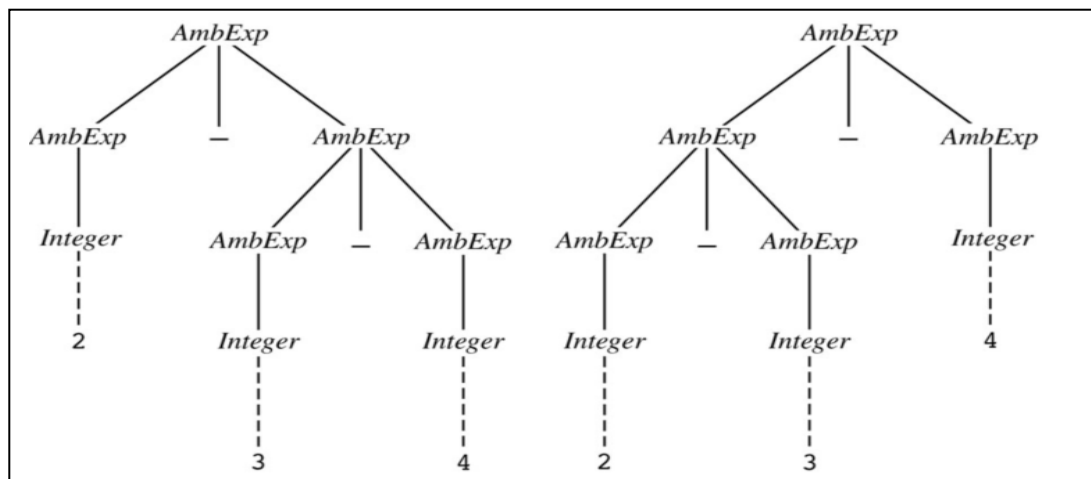 AmbExp AmbExp
AmbExp – AmbExp AmbExp – AmbExp
Integer AmbExp – AmbExp AmbExp – AmbExp Integer
2 Integer Integer Integer Integer 4
3 4 2 3